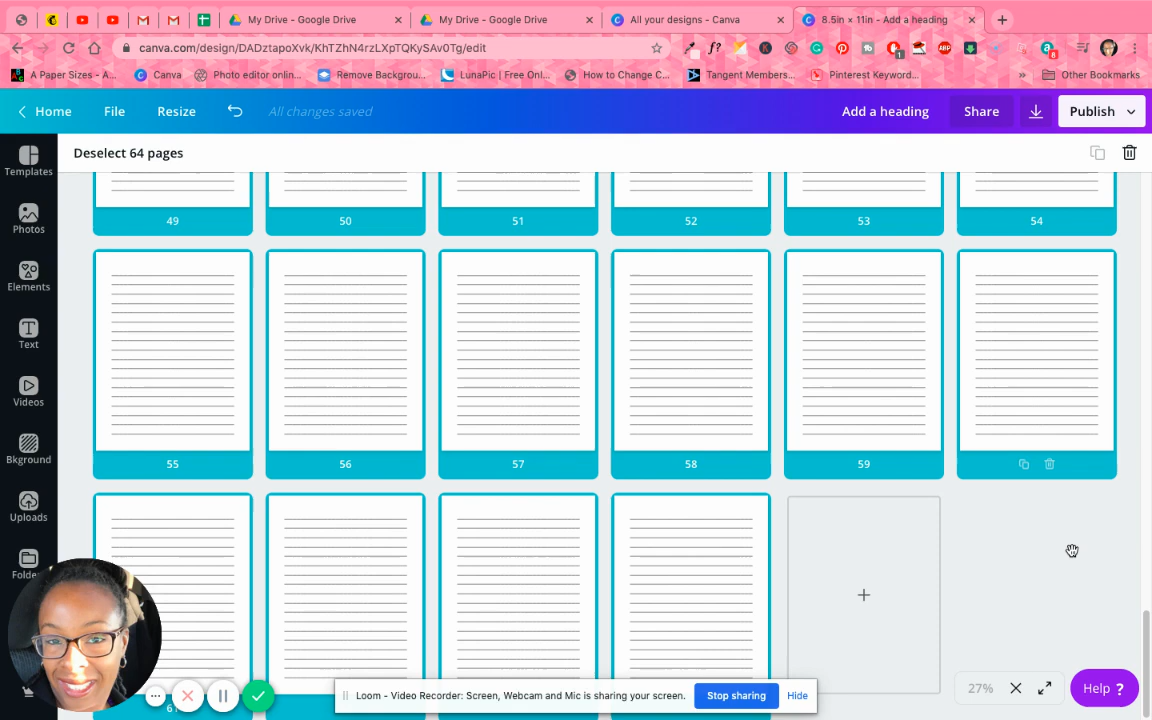 My Drive - Google Drive
My Drive - Google Drive
All your designs - Canva
8.5in × 11in - Add a heading
canva.com/design/DADztapoXvk/KhTZhN4rzLXpTQKySAv0Tg/edit
f?
ABP
1
8
A Paper Sizes - A...
Canva
Photo editor onlin...
Remove Backgrou...
LunaPic | Free Onl...
How to Change C...
Tangent Members...
Pinterest Keyword...
»
Other Bookmarks
Home
File
Resize
All changes saved
Add a heading
Share
Publish
Deselect 64 pages
Templates
Photos
Elements
Text
Videos
Bkground
Uploads
49
50
51
52
53
54
55
56
57
58
59
27%
Help ?
Loom - Video Recorder: Screen, Webcam and Mic is sharing your screen.
Stop sharing
Hide